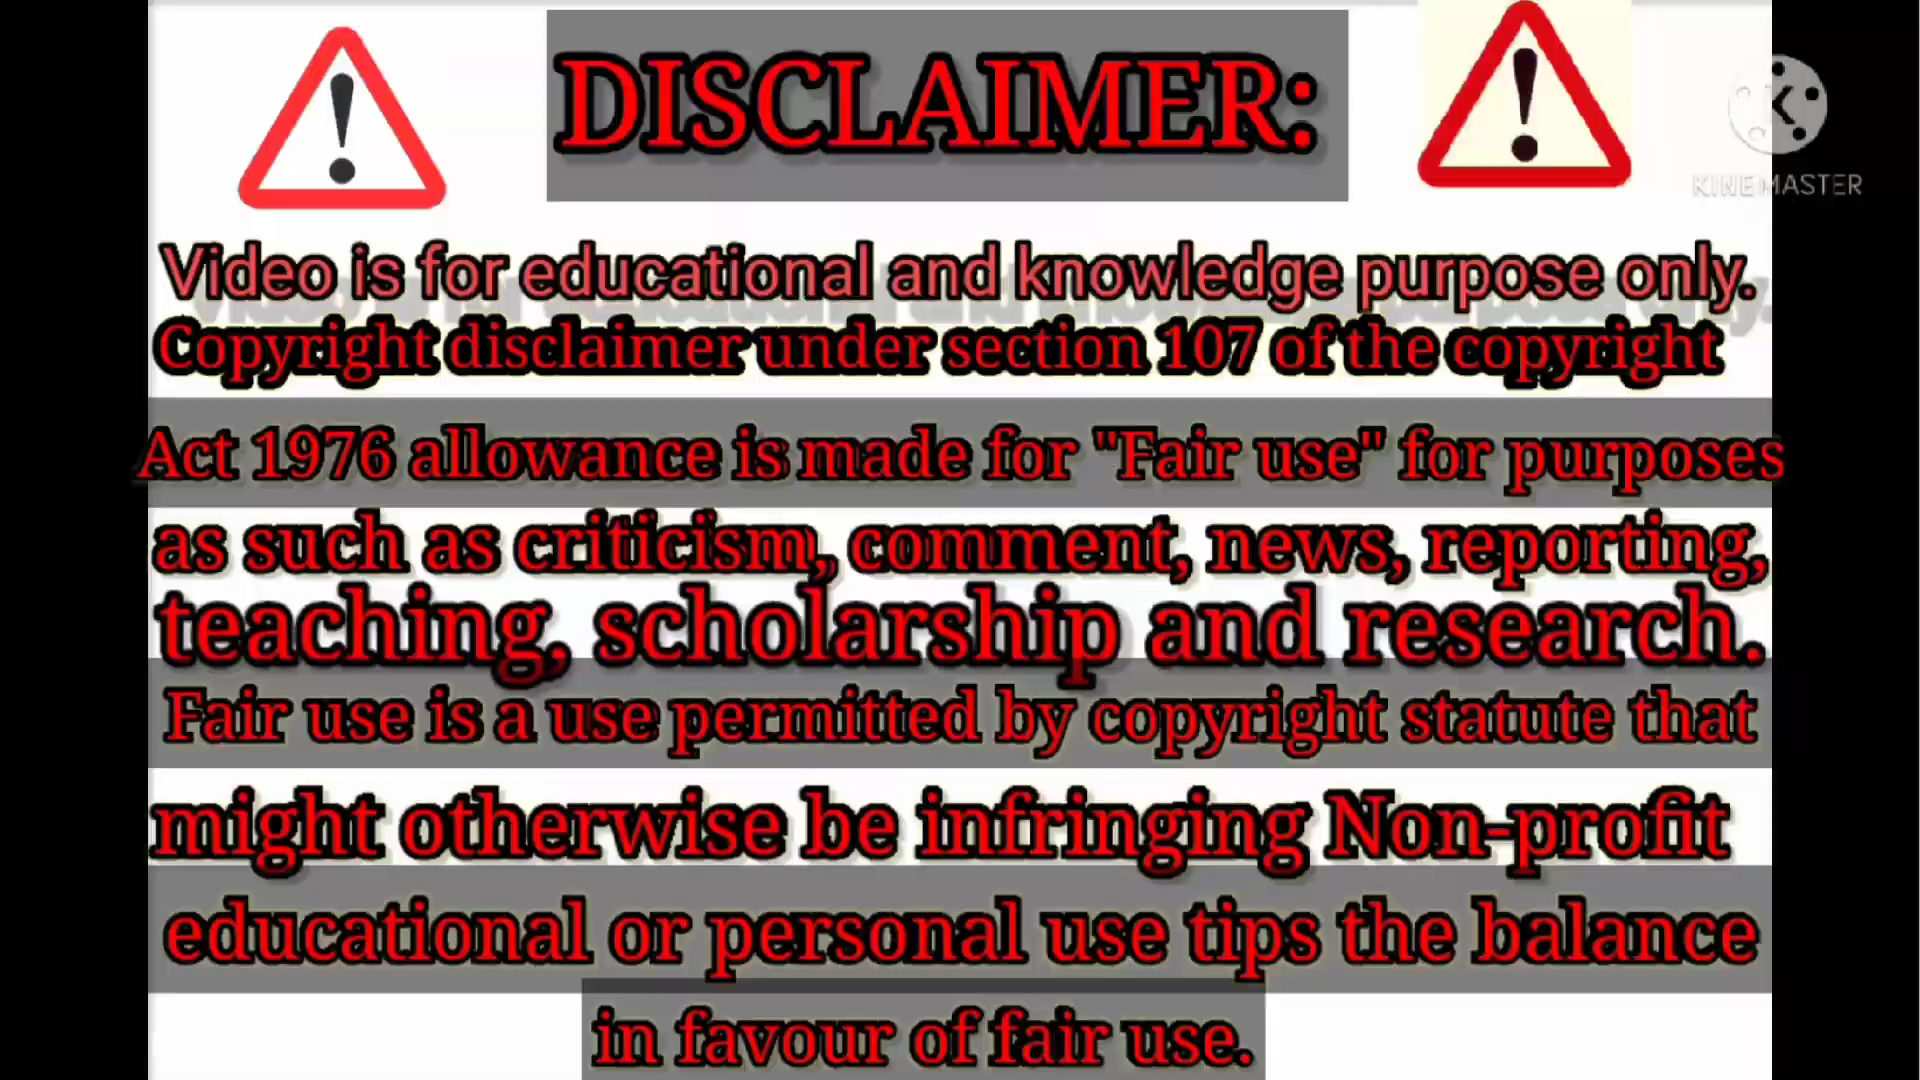 DISCLAIMER:
KINEMASTER
Video is for educational and knowledge purpose only.
Copyright disclaimer under section 107 of the copyright
Act 1976 allowance is made for "Fair use" for purposes
as such as criticism, comment, news, reporting,
teaching, scholarship and research.
Fair use is a use permitted by copyright statute that
might otherwise be infringing Non-profit
educational or personal use tips the balance
in favour of fair use.